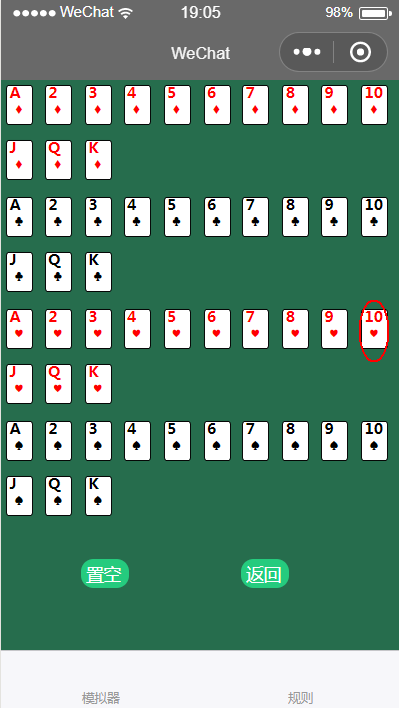 WeChat 19:05 98%
WeChat
A 2 3 4 5 6 7 8 9 10
♦ ♦ ♦ ♦ ♦ ♦ ♦ ♦ ♦ ♦
J Q K
♦ ♦ ♦
A 2 3 4 5 6 7 8 9 10
♣ ♣ ♣ ♣ ♣ ♣ ♣ ♣ ♣ ♣
J Q K
♣ ♣ ♣
A 2 3 4 5 6 7 8 9 10
♥ ♥ ♥ ♥ ♥ ♥ ♥ ♥ ♥ ♥
J Q K
♥ ♥ ♥
A 2 3 4 5 6 7 8 9 10
♠ ♠ ♠ ♠ ♠ ♠ ♠ ♠ ♠ ♠
J Q K
♠ ♠ ♠
置空 返回
模拟器 规则